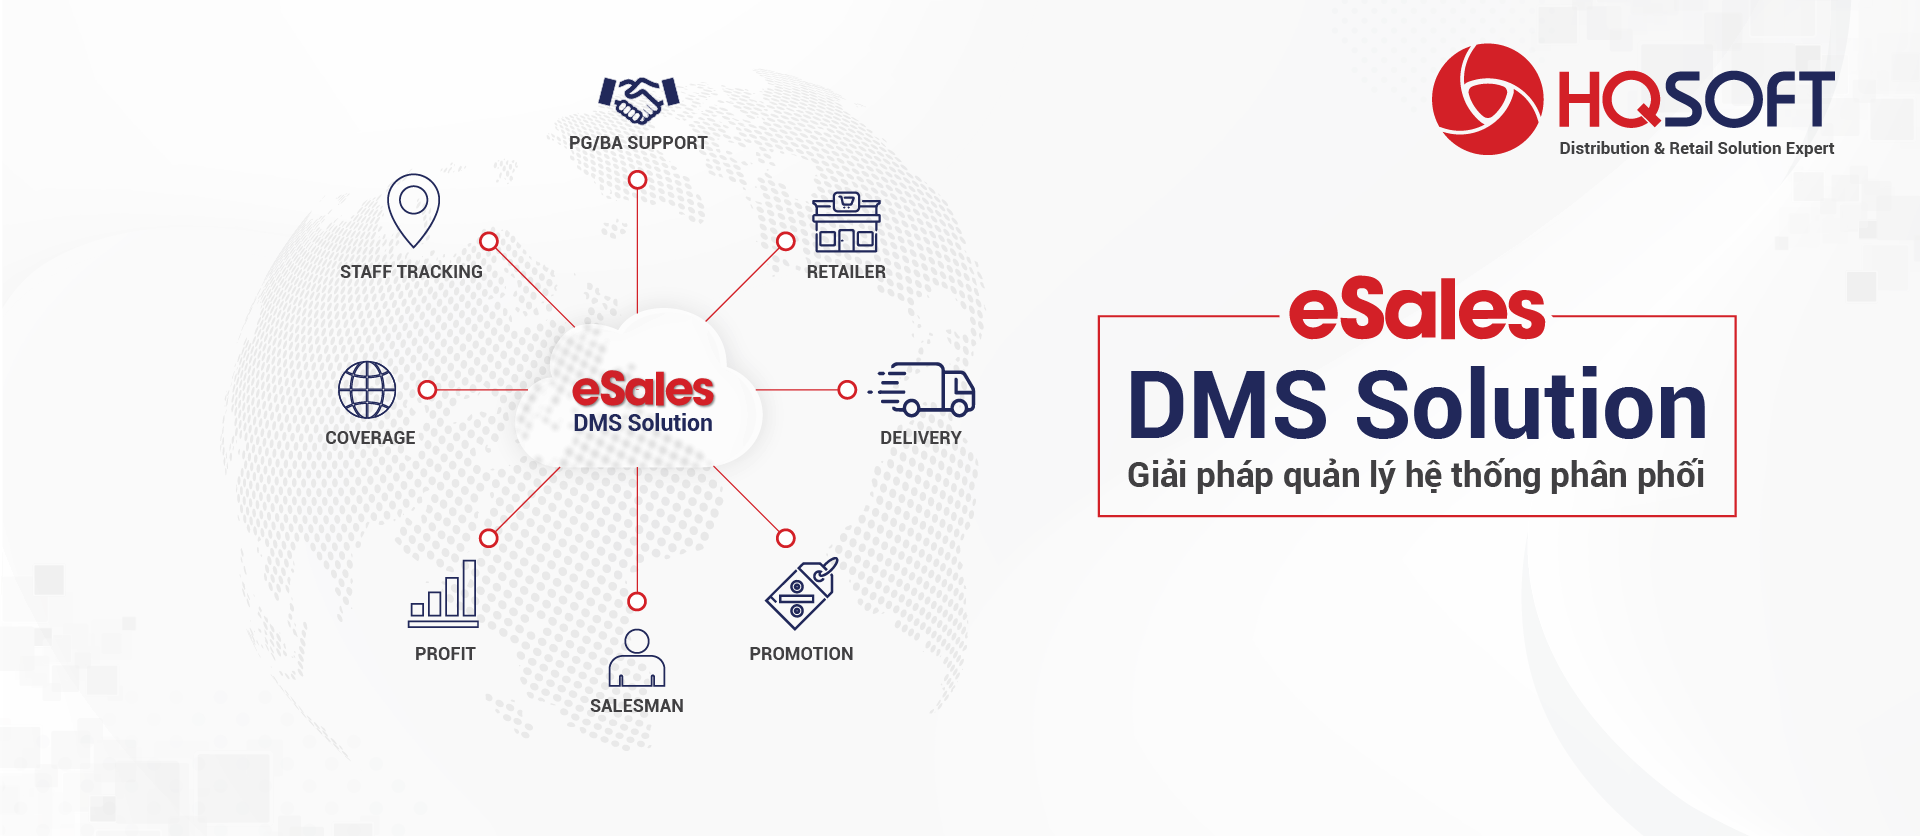 PG/BA SUPPORT
STAFF TRACKING
RETAILER
COVERAGE
eSales
DMS Solution
DELIVERY
PROFIT
PROMOTION
SALESMAN
HQSOFT
Distribution & Retail Solution Expert
eSales
DMS Solution
Giải pháp quản lý hệ thống phân phối